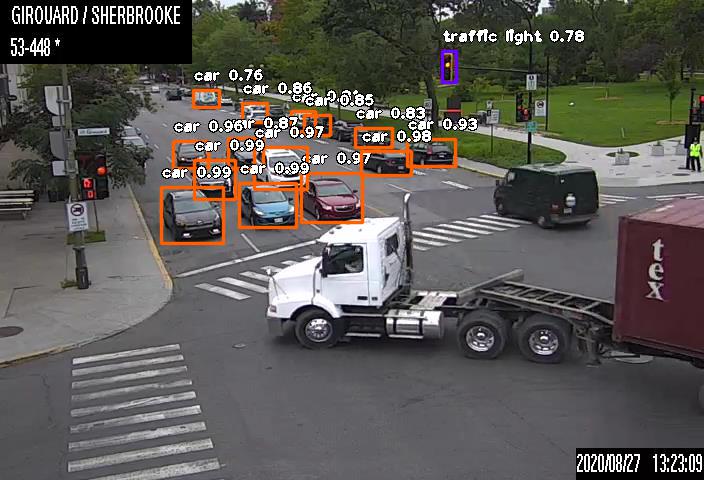 GIROUARD / SHERBROOKE
53-448 *
traffic light 0.78
car 0.76
car 0.86
car 0.85
car 0.83
car 0.96
car 0.87
car 0.97
car 0.93
car 0.98
car 0.99
car 0.97
car 0.99
car 0.99
tex
2020/08/27 13:23:09